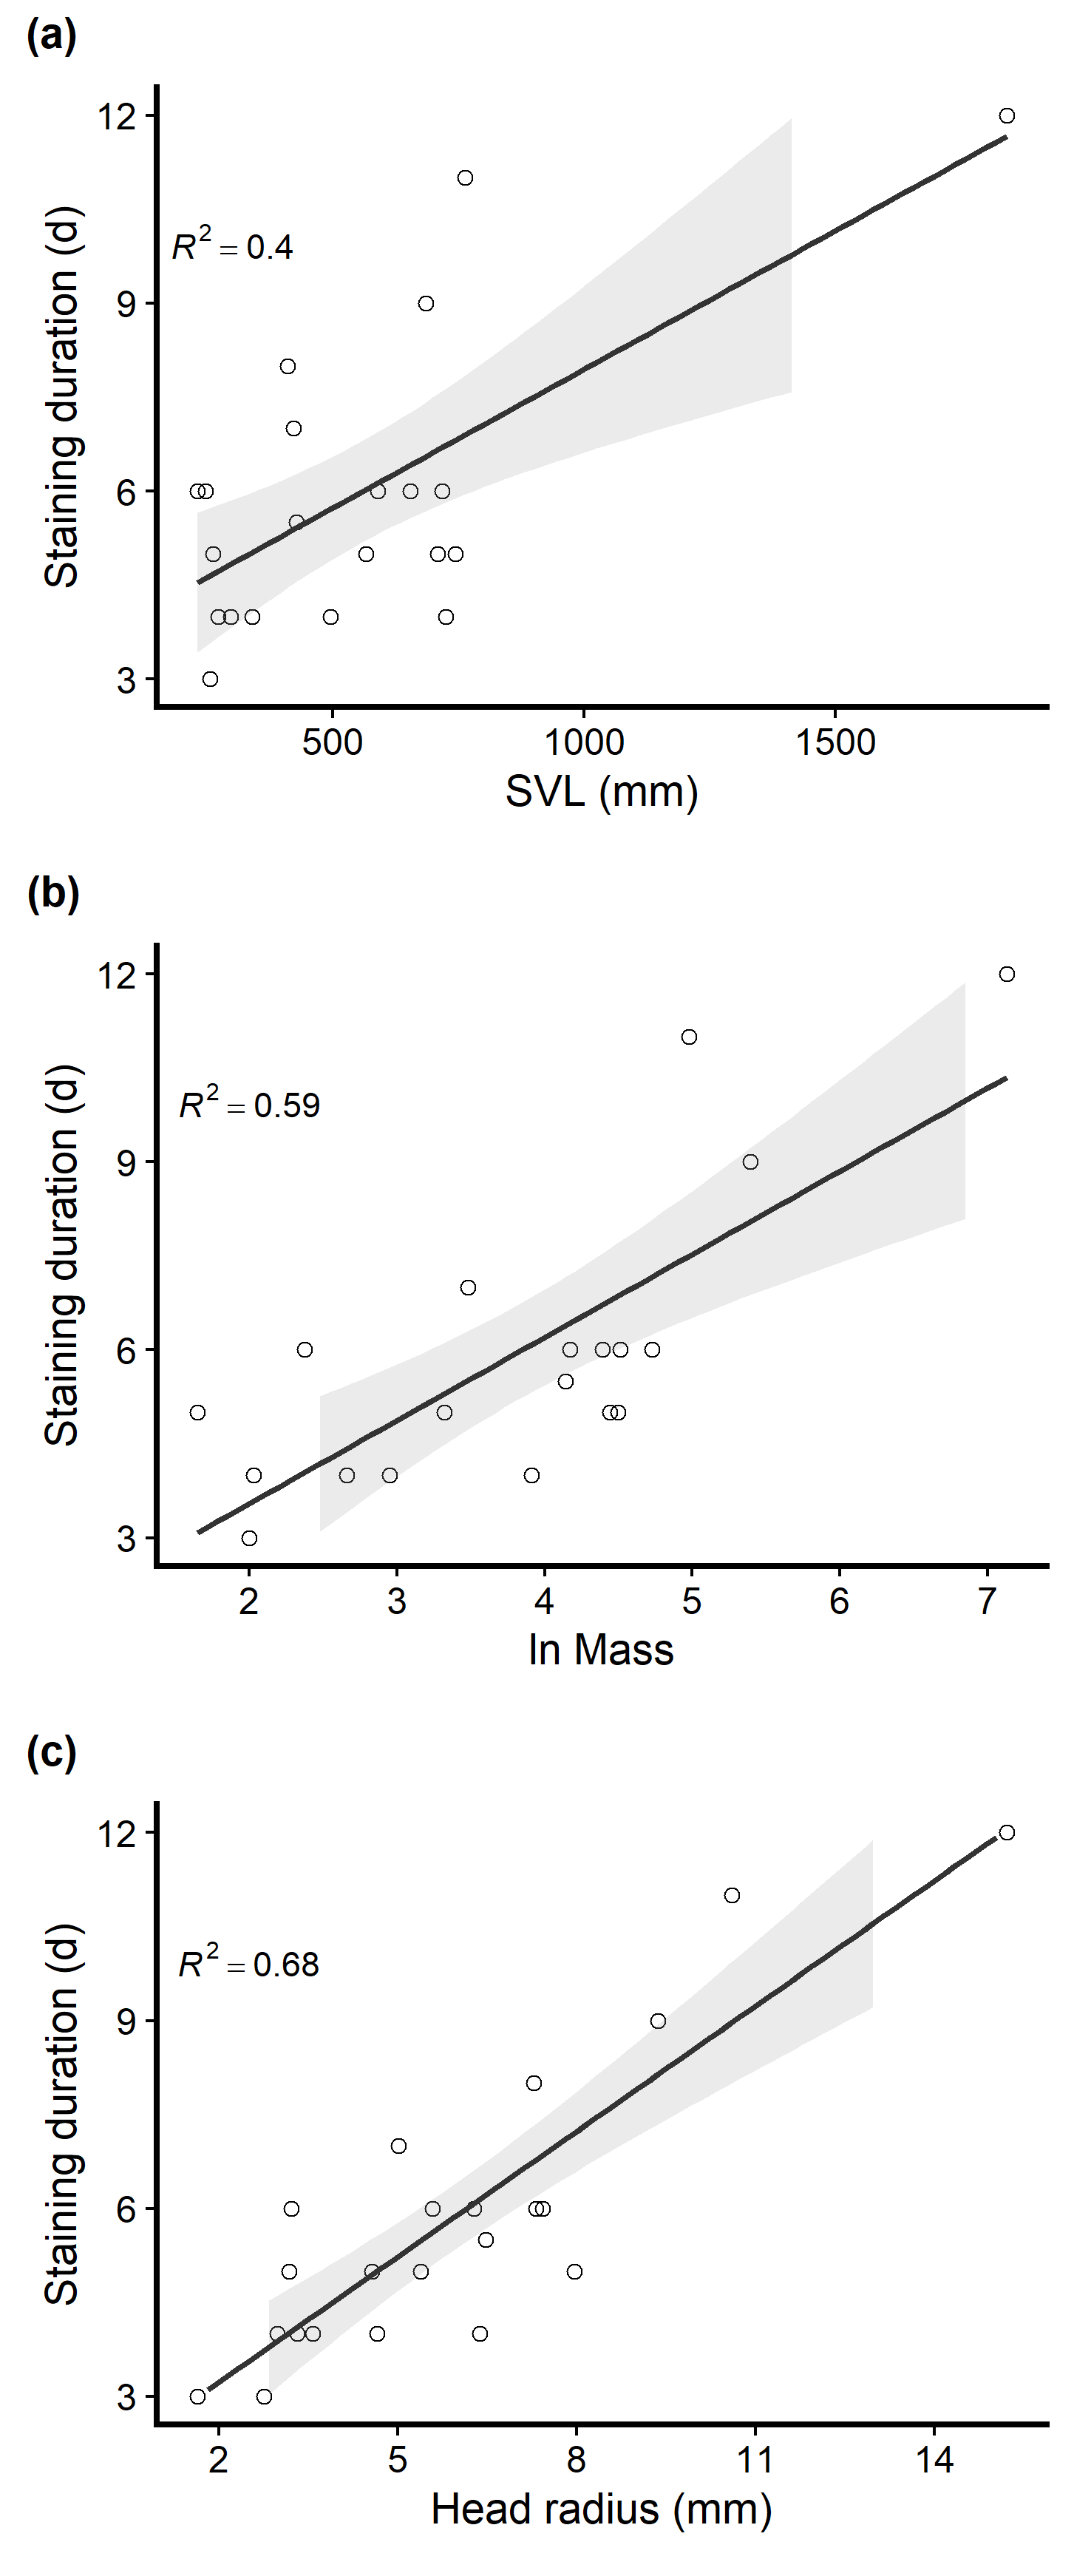 (a)
Staining duration (d)
12
9
6
3
R² = 0.4
500 1000 1500
SVL (mm)
(b)
Staining duration (d)
12
9
6
3
R² = 0.59
2 3 4 5 6 7
ln Mass
(c)
Staining duration (d)
12
9
6
3
R² = 0.68
2 5 8 11 14
Head radius (mm)